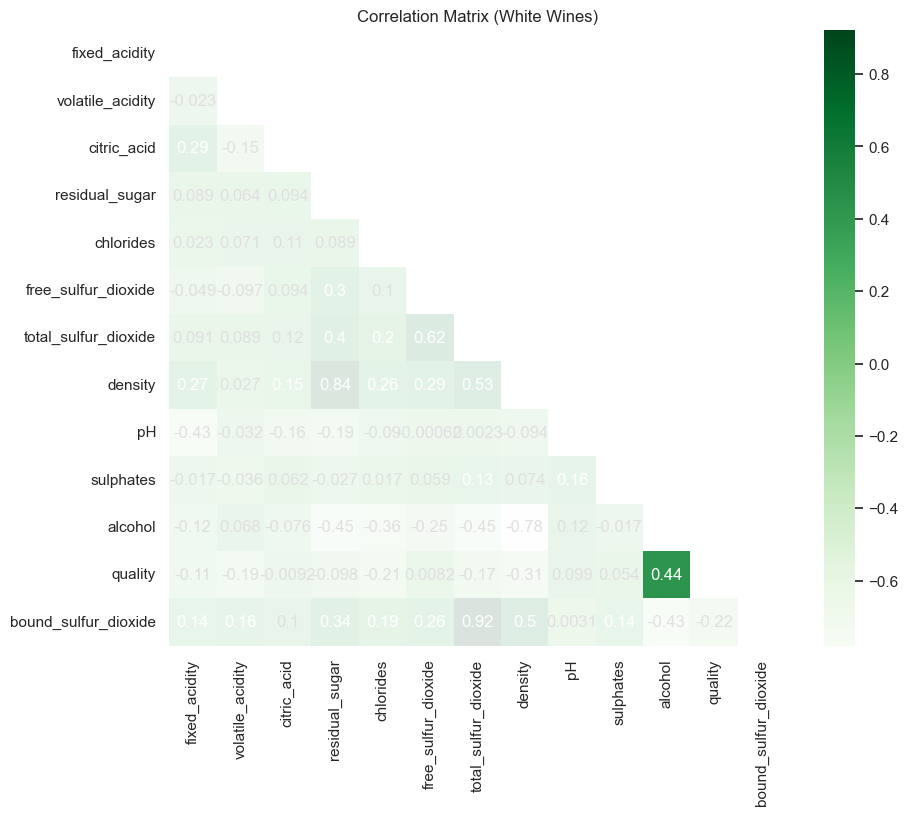 Correlation Matrix (White Wines)
fixed_acidity
volatile_acidity -0.023
citric_acid 0.29 -0.15
residual_sugar 0.089 0.064 0.094
chlorides 0.023 0.071 0.11 0.089
free_sulfur_dioxide -0.049 -0.097 0.094 0.3 0.1
total_sulfur_dioxide 0.091 0.089 0.12 0.4 0.2 0.62
density 0.27 0.027 0.15 0.84 0.26 0.29 0.53
pH -0.43 -0.032 -0.16 -0.19 -0.09 -0.00062 0.0023 -0.094
sulphates -0.017 -0.036 0.062 -0.027 0.017 0.059 0.13 0.074 0.16
alcohol -0.12 0.068 -0.076 -0.45 -0.36 -0.25 -0.45 -0.78 0.12 -0.017
quality -0.11 -0.19 -0.0092 -0.098 -0.21 0.0082 -0.17 -0.31 0.099 0.054 0.44
bound_sulfur_dioxide 0.14 0.16 0.1 0.34 0.19 0.26 0.92 0.5 0.0031 0.14 -0.43 -0.22
fixed_acidity
volatile_acidity
citric_acid
residual_sugar
chlorides
free_sulfur_dioxide
total_sulfur_dioxide
density
pH
sulphates
alcohol
quality
bound_sulfur_dioxide
0.8
0.6
0.4
0.2
0.0
−0.2
−0.4
−0.6